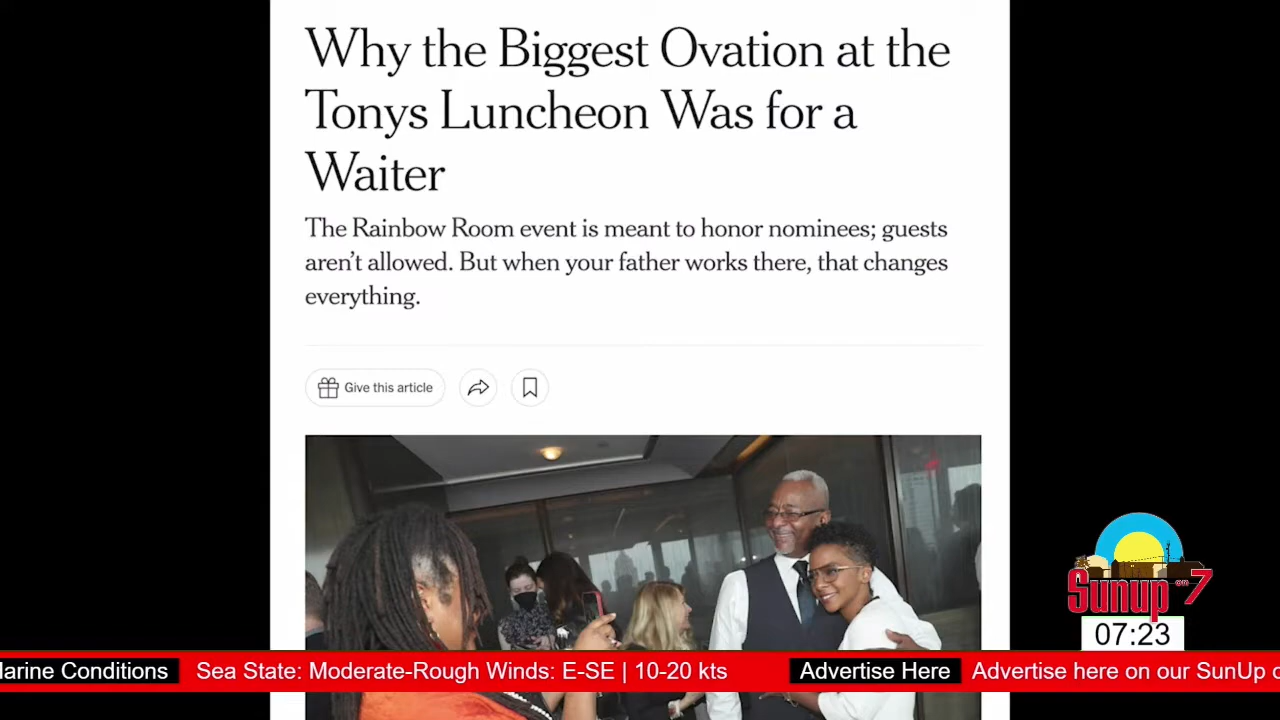 Why the Biggest Ovation at the
Tonys Luncheon Was for a
Waiter
The Rainbow Room event is meant to honor nominees; guests
aren't allowed. But when your father works there, that changes
everything.
Give this article
Sunup on 7
07:23
larine Conditions Sea State: Moderate-Rough Winds: E-SE | 10-20 kts Advertise Here Advertise here on our SunUp